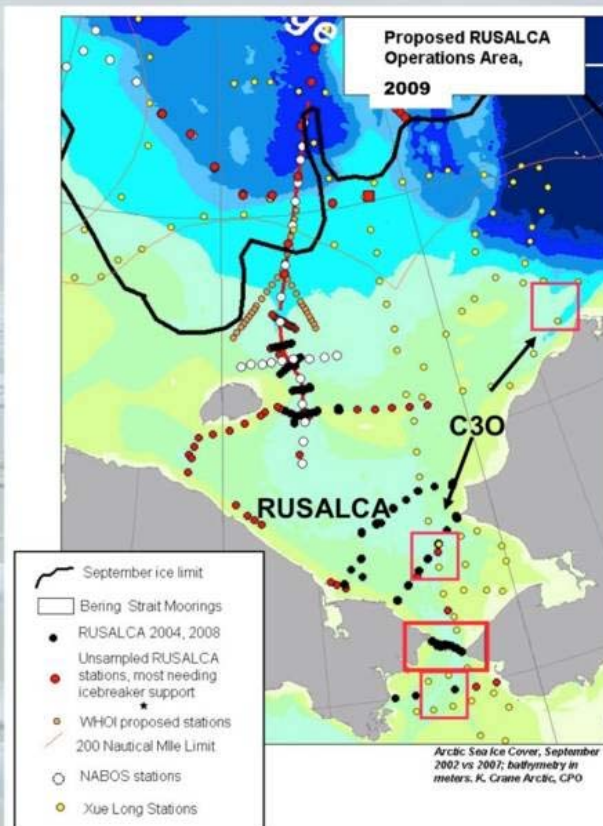 ge
Proposed RUSALCA
Operations Area,
2009
C3O
RUSALCA
September ice limit
Bering Strait Moorings
RUSALCA 2004, 2008
Unsampled RUSALCA
stations, most needing
icebreaker support
WHOI proposed stations
200 Nautical MIle Limit
NABOS stations
Xue Long Stations
Arctic Sea Ice Cover, September
2002 vs 2007; bathymetry in
meters. K. Crane Arctic, CPO